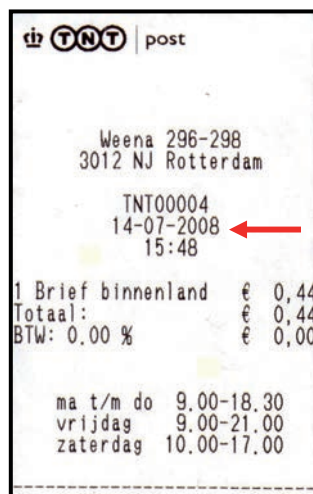 TNT post
Weena 296-298
3012 NJ Rotterdam
TNT00004
14-07-2008
15:48
1 Brief binnenland € 0,44
Totaal: € 0,44
BTW: 0.00 % € 0,00
ma t/m do 9.00-18.30
vrijdag 9.00-21.00
zaterdag 10.00-17.00